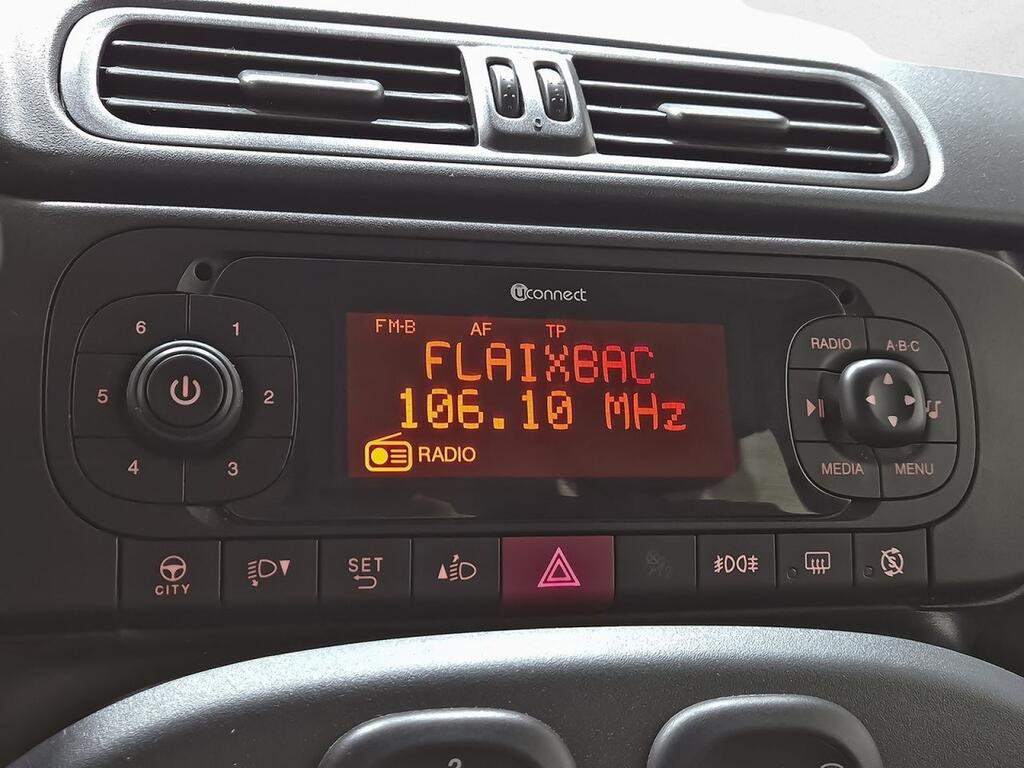 uconnect
FM-B AF TP
FLAIXBAC
106.10 MHz
RADIO
6 1
5 2
4 3
RADIO A·B·C
MEDIA MENU
CITY
SET
2